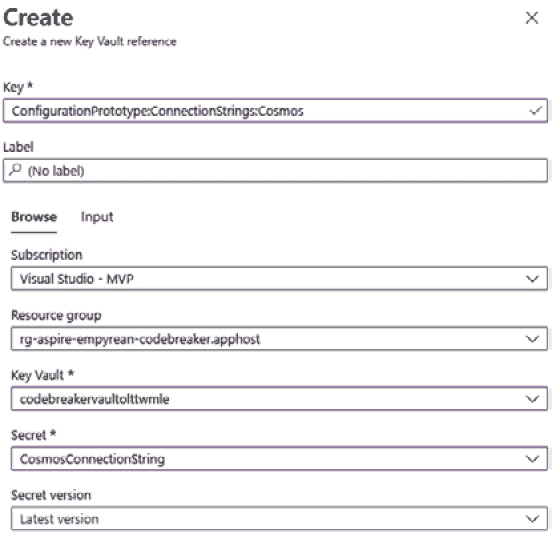 Create
Create a new Key Vault reference
Key *
ConfigurationPrototype:ConnectionStrings:Cosmos
Label
(No label)
Browse Input
Subscription
Visual Studio - MVP
Resource group
rg-aspire-empyrean-codebreaker.apphost
Key Vault *
codebreakervaultolttwmle
Secret *
CosmosConnectionString
Secret version
Latest version